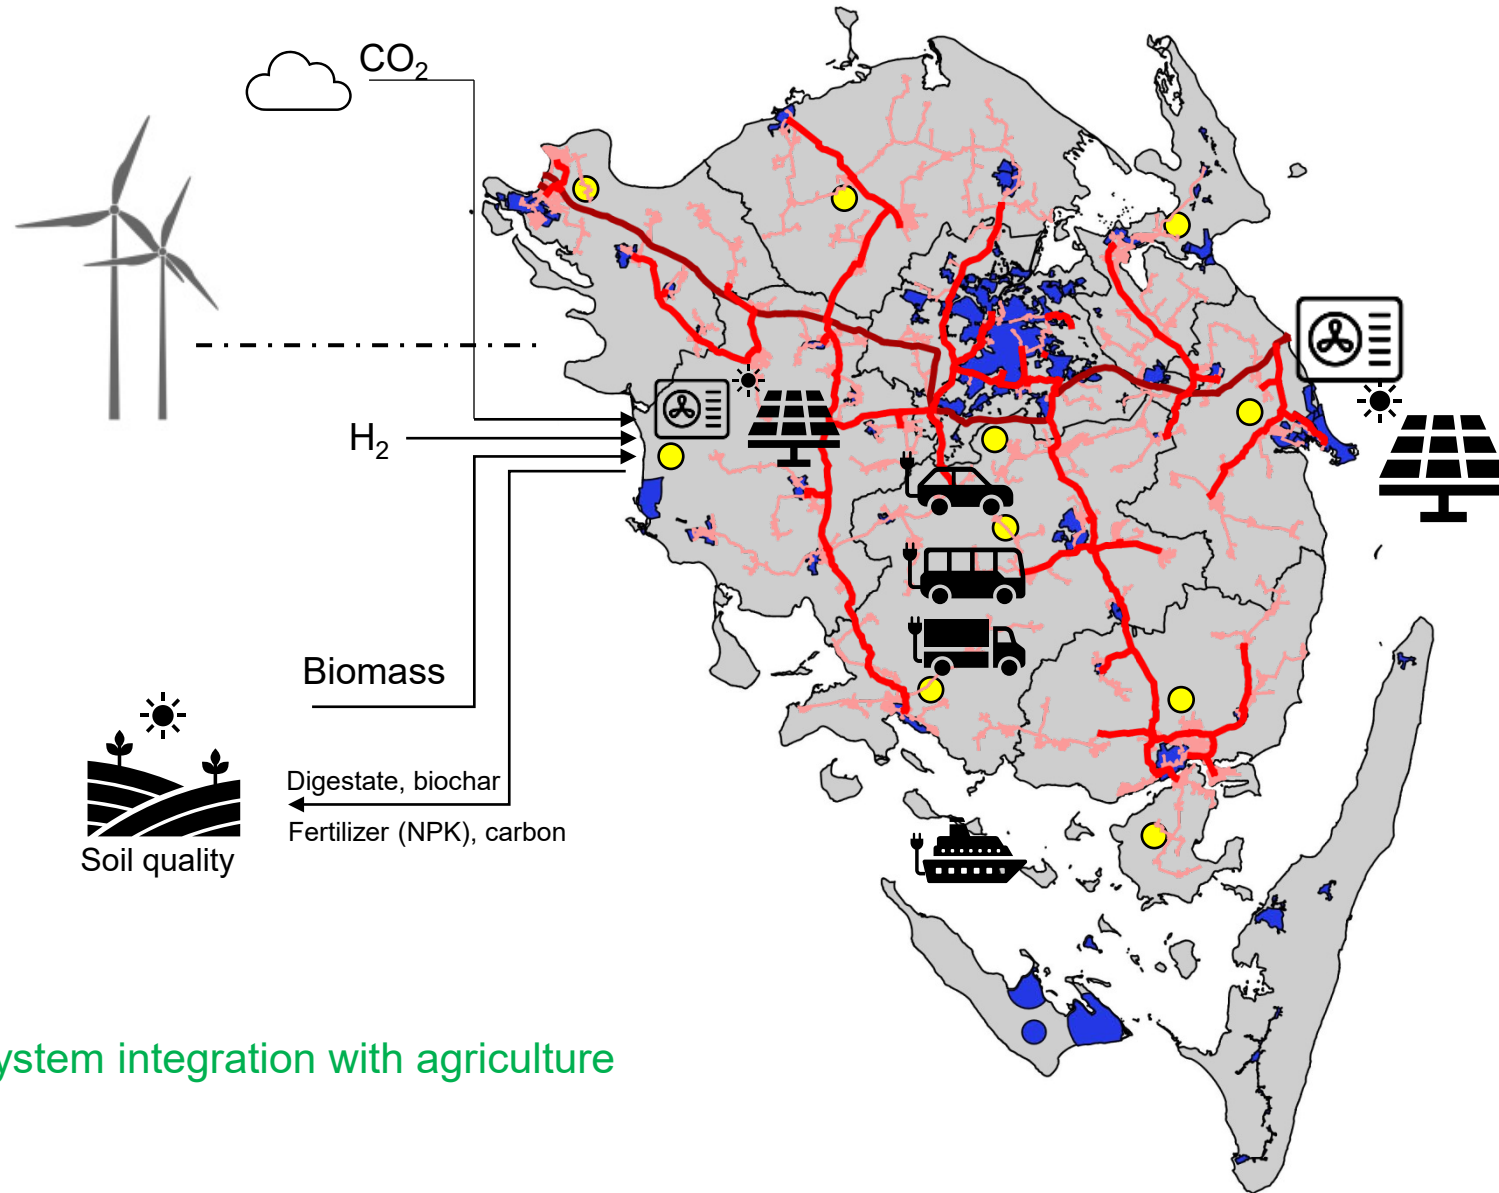 CO₂
H₂
Biomass
Digestate, biochar
Fertilizer (NPK), carbon
Soil quality
ystem integration with agriculture